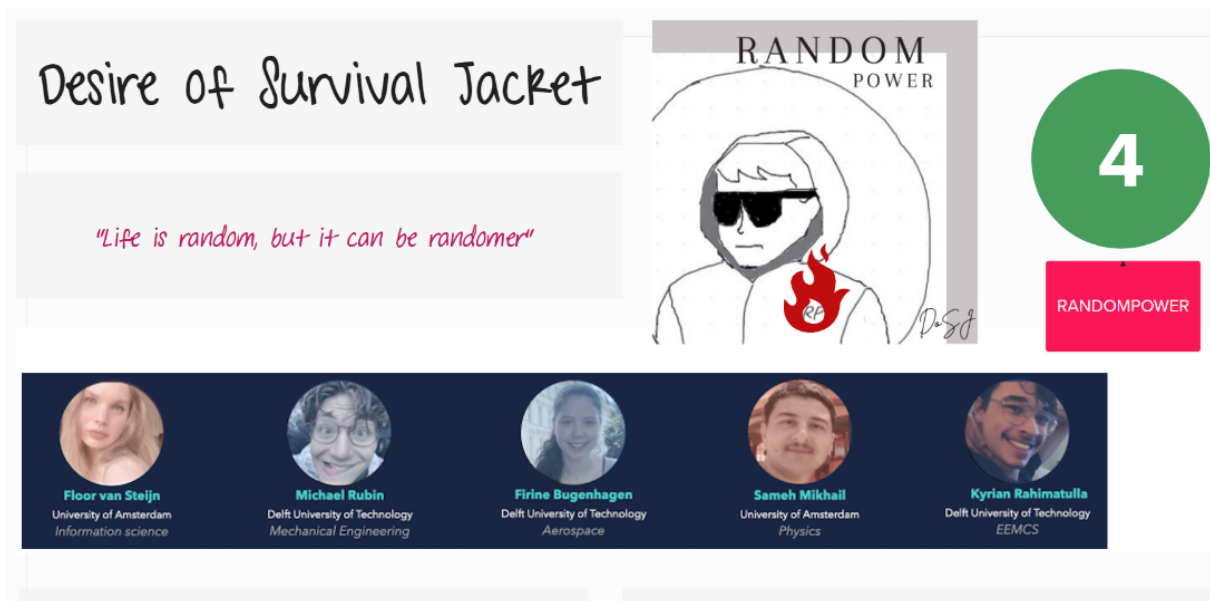 Desire of Survival Jacket
"Life is random, but it can be randomer"
RANDOM
POWER
RP
DoSJ
4
RANDOMPOWER
Floor van Steijn
University of Amsterdam
Information science
Michael Rubin
Delft University of Technology
Mechanical Engineering
Firine Bugenhagen
Delft University of Technology
Aerospace
Sameh Mikhail
University of Amsterdam
Physics
Kyrian Rahimatulla
Delft University of Technology
EEMCS